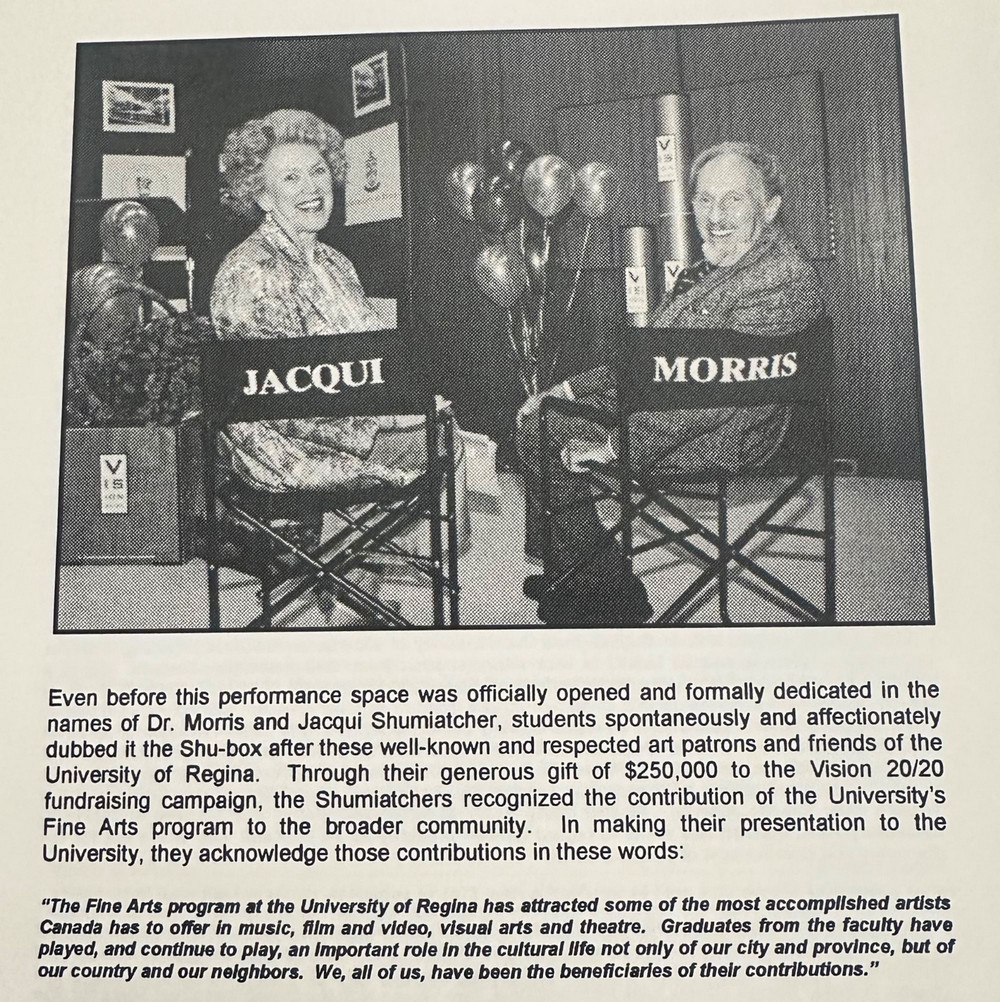 V
V
IS
V
JACQUI
MORRIS
V
IS
ION
Even before this performance space was officially opened and formally dedicated in the
names of Dr. Morris and Jacqui Shumiatcher, students spontaneously and affectionately
dubbed it the Shu-box after these well-known and respected art patrons and friends of the
University of Regina. Through their generous gift of $250,000 to the Vision 20/20
fundraising campaign, the Shumiatchers recognized the contribution of the University's
Fine Arts program to the broader community. In making their presentation to the
University, they acknowledge those contributions in these words:
"The Fine Arts program at the University of Regina has attracted some of the most accomplished artists
Canada has to offer in music, film and video, visual arts and theatre. Graduates from the faculty have
played, and continue to play, an important role in the cultural life not only of our city and province, but of
our country and our neighbors. We, all of us, have been the beneficiaries of their contributions."